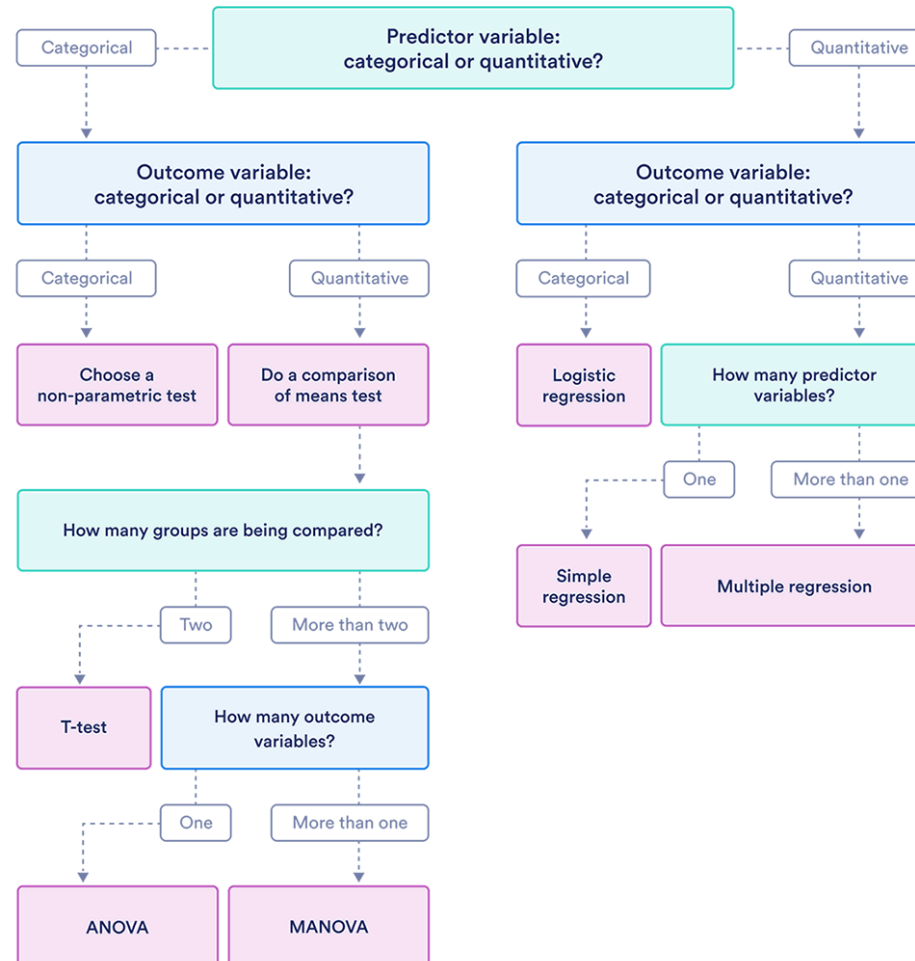 Predictor variable:
categorical or quantitative?
Categorical
Quantitative
Outcome variable:
categorical or quantitative?
Outcome variable:
categorical or quantitative?
Categorical
Quantitative
Categorical
Quantitative
Choose a
non-parametric test
Do a comparison
of means test
Logistic
regression
How many predictor
variables?
One
More than one
How many groups are being compared?
Simple
regression
Multiple regression
Two
More than two
T-test
How many outcome
variables?
One
More than one
ANOVA
MANOVA